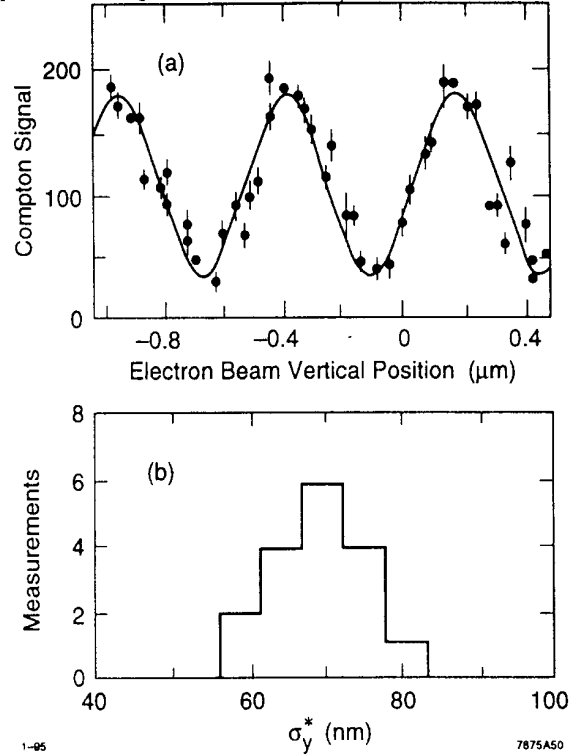 (a)
200
100
0
Compton Signal
−0.8
−0.4
0
0.4
Electron Beam Vertical Position (μm)
(b)
8
6
4
2
0
Measurements
40
60
80
100
σ*y (nm)
1-95
7875A50